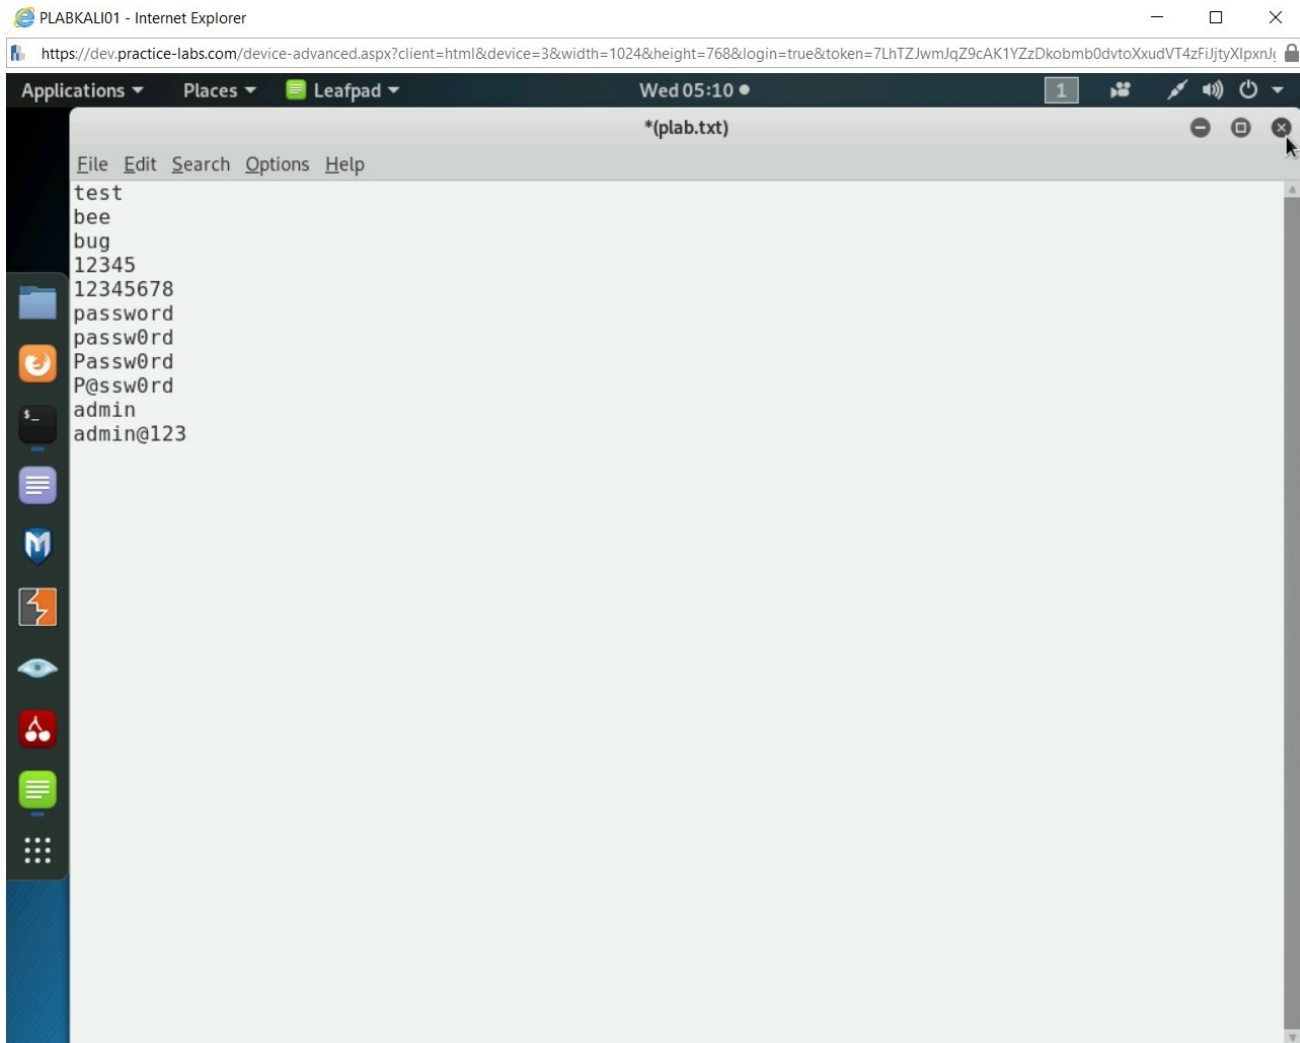 PLABKALI01 - Internet Explorer
https://dev.practice-labs.com/device-advanced.aspx?client=html&device=3&width=1024&height=768&login=true&token=7LhTZJwmJqZ9cAK1YZzDkobmb0dvtoXxudVT4zFiJjtyXlpxnJ
Applications Places Leafpad Wed 05:10 1
*(plab.txt)
File Edit Search Options Help
test
bee
bug
12345
12345678
password
passw0rd
Passw0rd
P@ssw0rd
admin
admin@123
$_